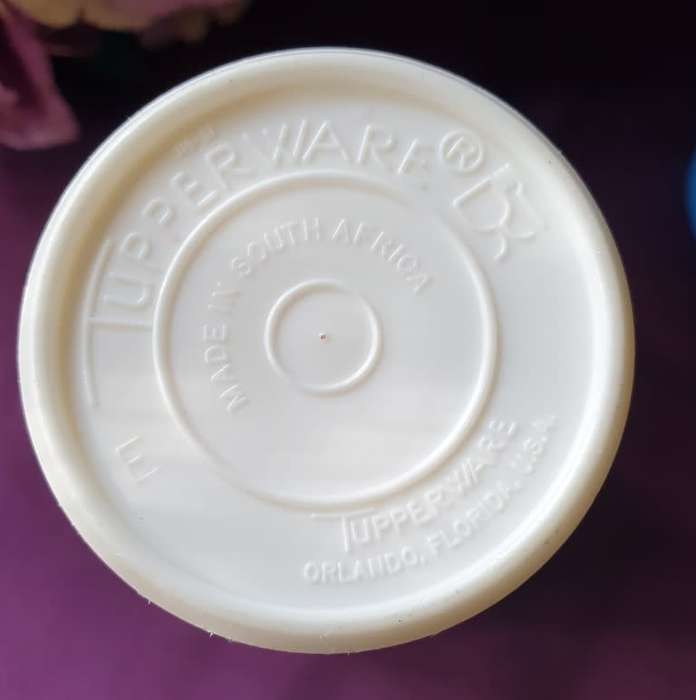 TUPPERWARE®
MADE IN SOUTH AFRICA
TUPPERWARE
ORLANDO, FLORIDA, U.S.A.